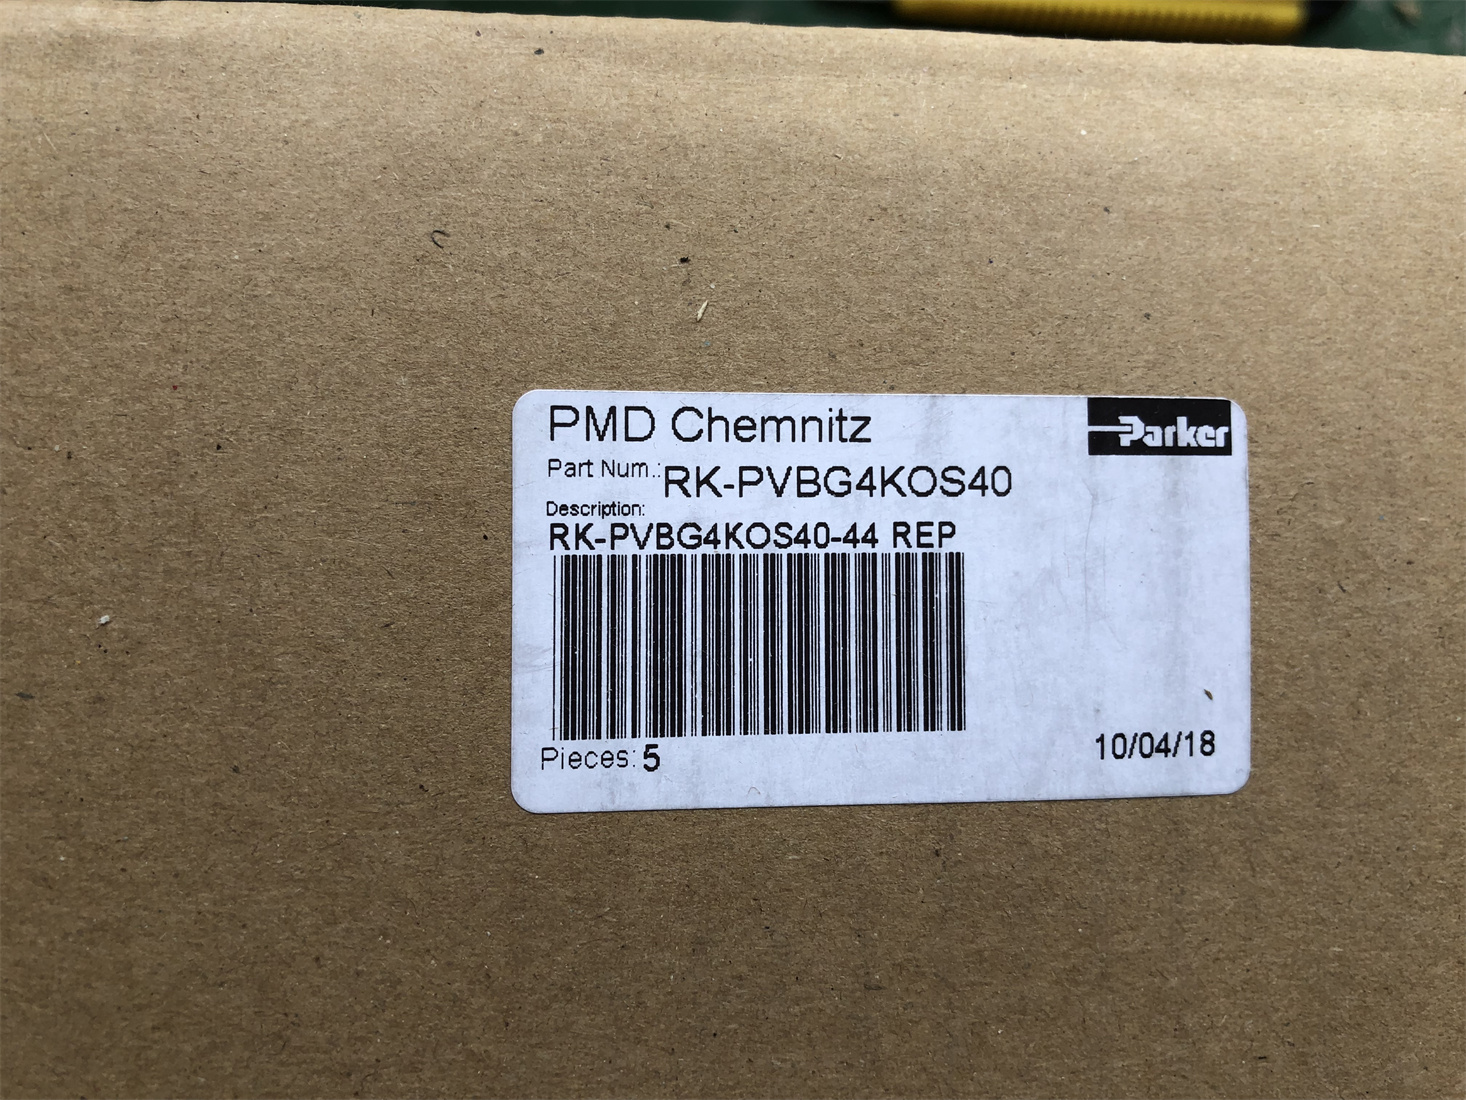 PMD Chemnitz
Parker
Part Num.: RK-PVBG4KOS40
Description:
RK-PVBG4KOS40-44 REP
Pieces: 5
10/04/18